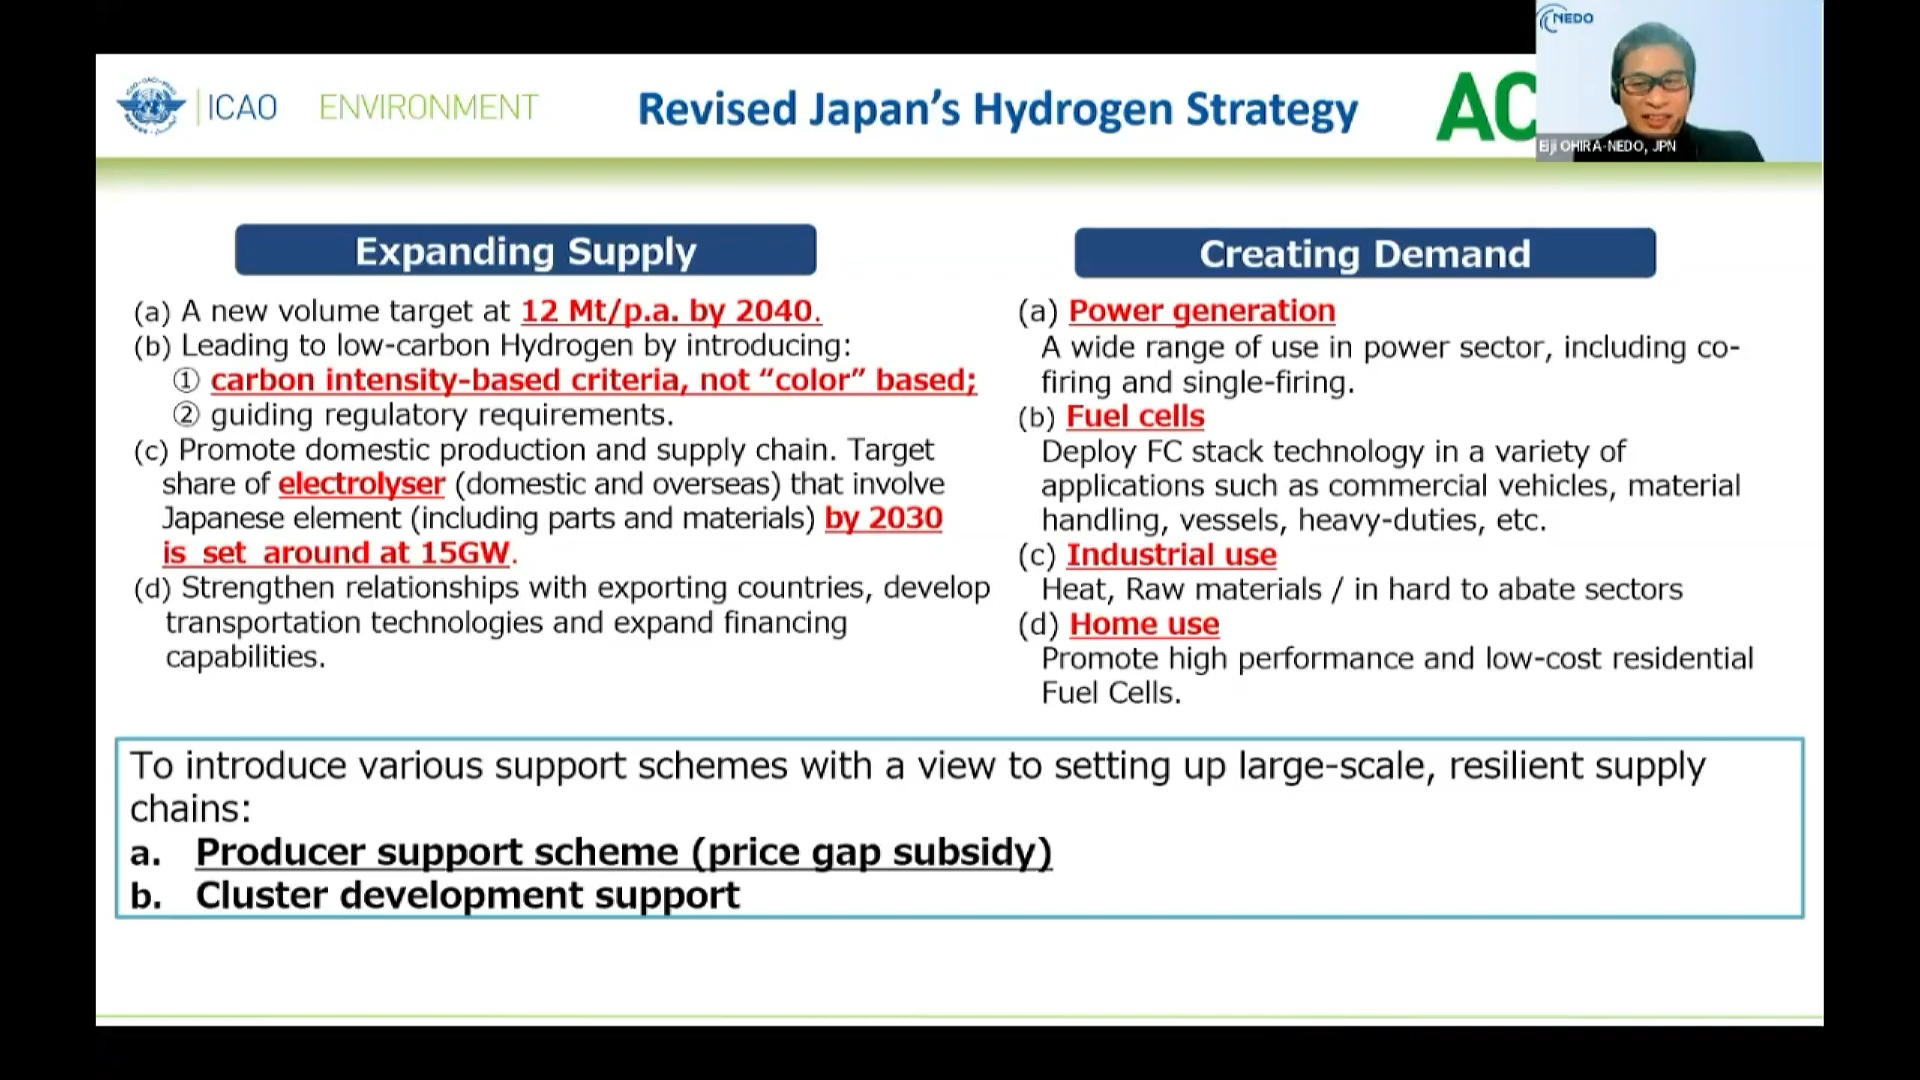 ICAO ENVIRONMENT
Revised Japan's Hydrogen Strategy
AC
NEDO
Eiji OHIRA-NEDO, JPN
Expanding Supply
(a) A new volume target at 12 Mt/p.a. by 2040.
(b) Leading to low-carbon Hydrogen by introducing:
① carbon intensity-based criteria, not “color” based;
② guiding regulatory requirements.
(c) Promote domestic production and supply chain. Target
share of electrolyser (domestic and overseas) that involve
Japanese element (including parts and materials) by 2030
is set around at 15GW.
(d) Strengthen relationships with exporting countries, develop
transportation technologies and expand financing
capabilities.
Creating Demand
(a) Power generation
A wide range of use in power sector, including co-
firing and single-firing.
(b) Fuel cells
Deploy FC stack technology in a variety of
applications such as commercial vehicles, material
handling, vessels, heavy-duties, etc.
(c) Industrial use
Heat, Raw materials / in hard to abate sectors
(d) Home use
Promote high performance and low-cost residential
Fuel Cells.
To introduce various support schemes with a view to setting up large-scale, resilient supply
chains:
a. Producer support scheme (price gap subsidy)
b. Cluster development support